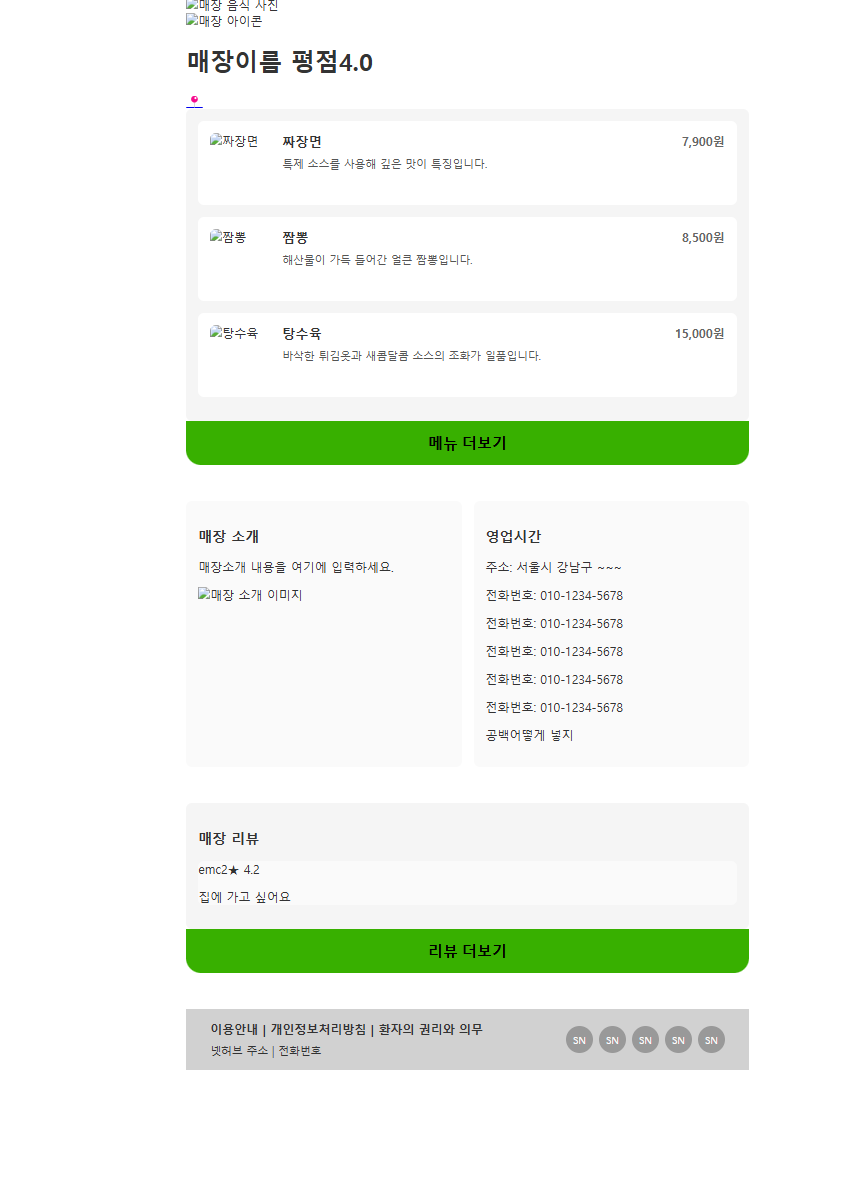 매장 음식 사진
매장 아이콘
매장이름 평점4.0
짜장면
짜장면
7,900원
특제 소스를 사용해 깊은 맛이 특징입니다.
짬뽕
짬뽕
8,500원
해산물이 가득 들어간 얼큰 짬뽕입니다.
탕수육
탕수육
15,000원
바삭한 튀김옷과 새콤달콤 소스의 조화가 일품입니다.
메뉴 더보기
매장 소개
매장소개 내용을 여기에 입력하세요.
매장 소개 이미지
영업시간
주소: 서울시 강남구 ~~~
전화번호: 010-1234-5678
전화번호: 010-1234-5678
전화번호: 010-1234-5678
전화번호: 010-1234-5678
전화번호: 010-1234-5678
공백어떻게 넣지
매장 리뷰
emc2★ 4.2
집에 가고 싶어요
리뷰 더보기
이용안내 | 개인정보처리방침 | 환자의 권리와 의무
넷허브 주소 | 전화번호
SN SN SN SN SN